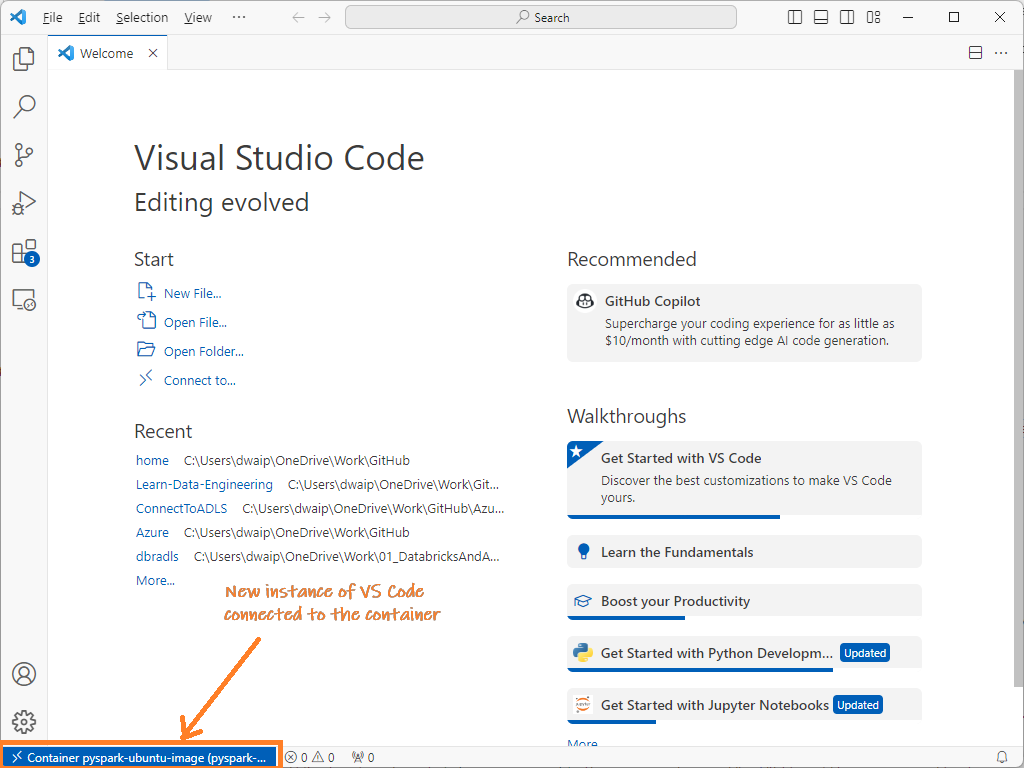 File Edit Selection View ···
Search
Welcome
Visual Studio Code
Editing evolved
Start
New File...
Open File...
Open Folder...
Connect to...
Recent
home C:\Users\dwaip\OneDrive\Work\GitHub
Learn-Data-Engineering C:\Users\dwaip\OneDrive\Work\Git...
ConnectToADLS C:\Users\dwaip\OneDrive\Work\GitHub\Azu...
Azure C:\Users\dwaip\OneDrive\Work\GitHub
dbradls C:\Users\dwaip\OneDrive\Work\01_DatabricksAndA...
More...
Recommended
GitHub Copilot
Supercharge your coding experience for as little as
$10/month with cutting edge AI code generation.
Walkthroughs
Get Started with VS Code
Discover the best customizations to make VS Code
yours.
Learn the Fundamentals
Boost your Productivity
Get Started with Python Developm... Updated
Get Started with Jupyter Notebooks Updated
More...
3
New instance of VS Code
connected to the container
Container pyspark-ubuntu-image (pyspark-... 0 0 0